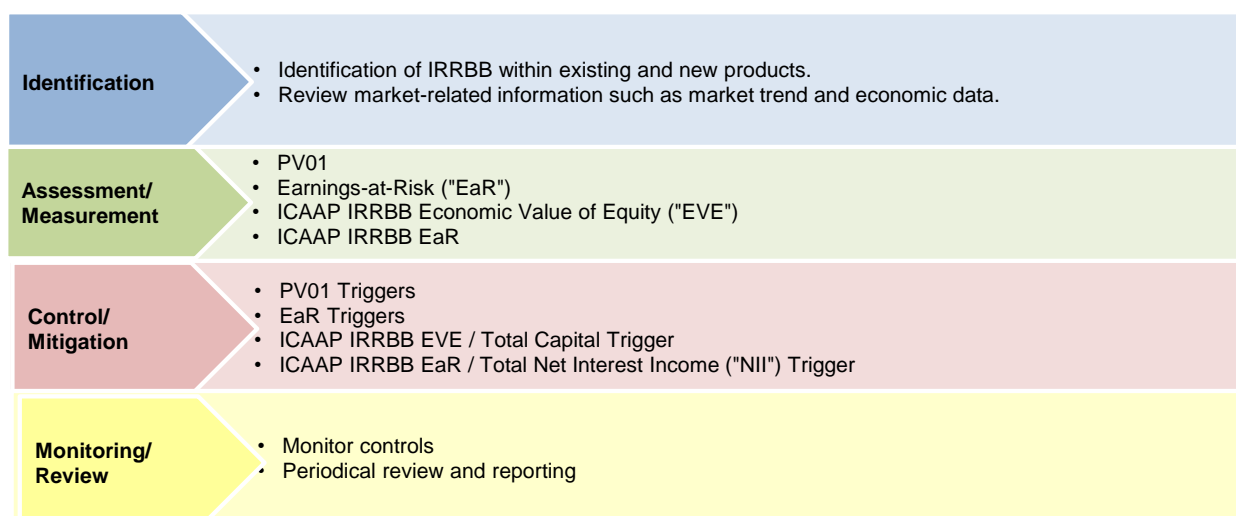 Identification
• Identification of IRRBB within existing and new products.
• Review market-related information such as market trend and economic data.
Assessment/
Measurement
• PV01
• Earnings-at-Risk ("EaR")
• ICAAP IRRBB Economic Value of Equity ("EVE")
• ICAAP IRRBB EaR
Control/
Mitigation
• PV01 Triggers
• EaR Triggers
• ICAAP IRRBB EVE / Total Capital Trigger
• ICAAP IRRBB EaR / Total Net Interest Income ("NII") Trigger
Monitoring/
Review
• Monitor controls
• Periodical review and reporting